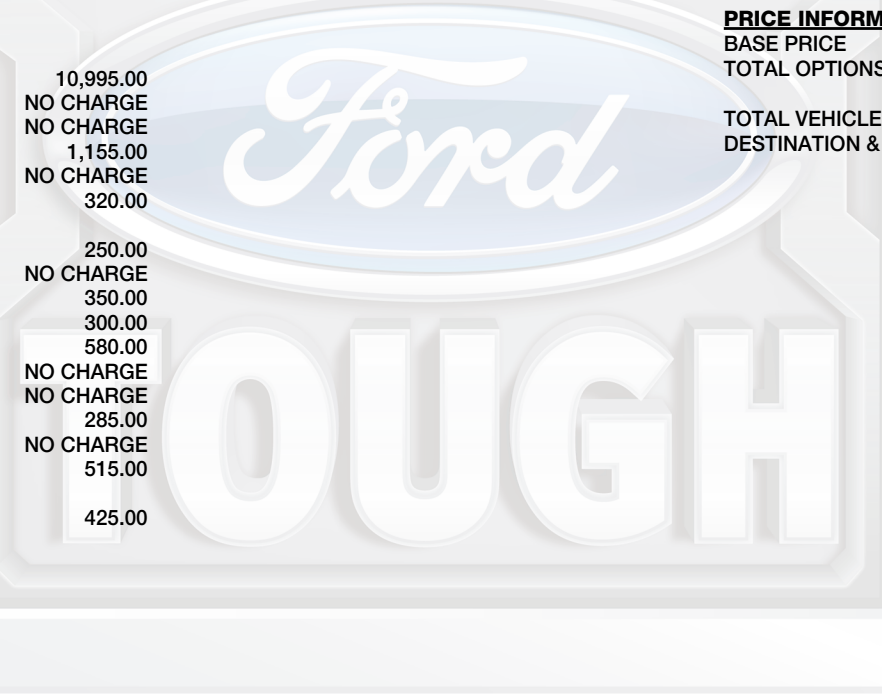 PRICE INFORM
BASE PRICE
TOTAL OPTIONS
TOTAL VEHICLE
DESTINATION &
10,995.00
NO CHARGE
NO CHARGE
1,155.00
NO CHARGE
320.00
250.00
NO CHARGE
350.00
300.00
580.00
NO CHARGE
NO CHARGE
285.00
NO CHARGE
515.00
425.00
Ford
TOUGH